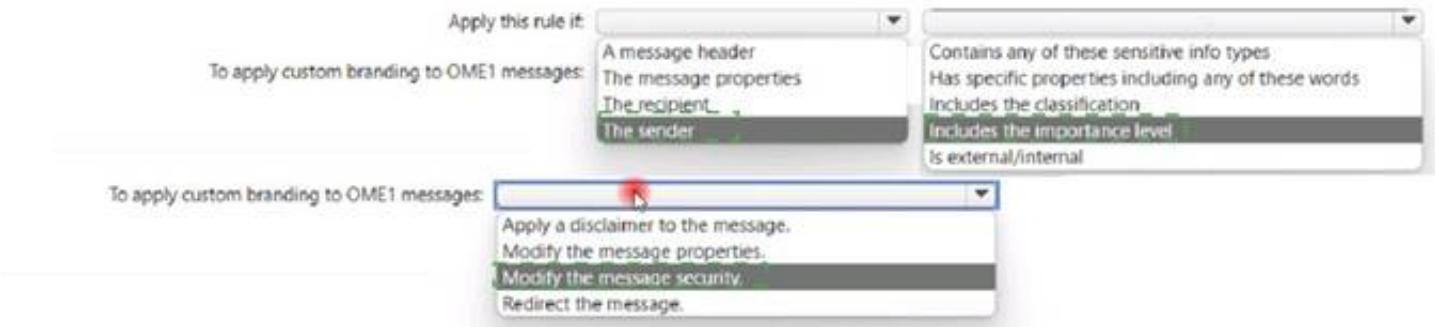 Apply this rule if:
To apply custom branding to OME1 messages:
A message header
The message properties
The recipient
The sender
Contains any of these sensitive info types
Has specific properties including any of these words
Includes the classification
Includes the importance level
Is external/internal
To apply custom branding to OME1 messages:
Apply a disclaimer to the message.
Modify the message properties.
Modify the message security.
Redirect the message.